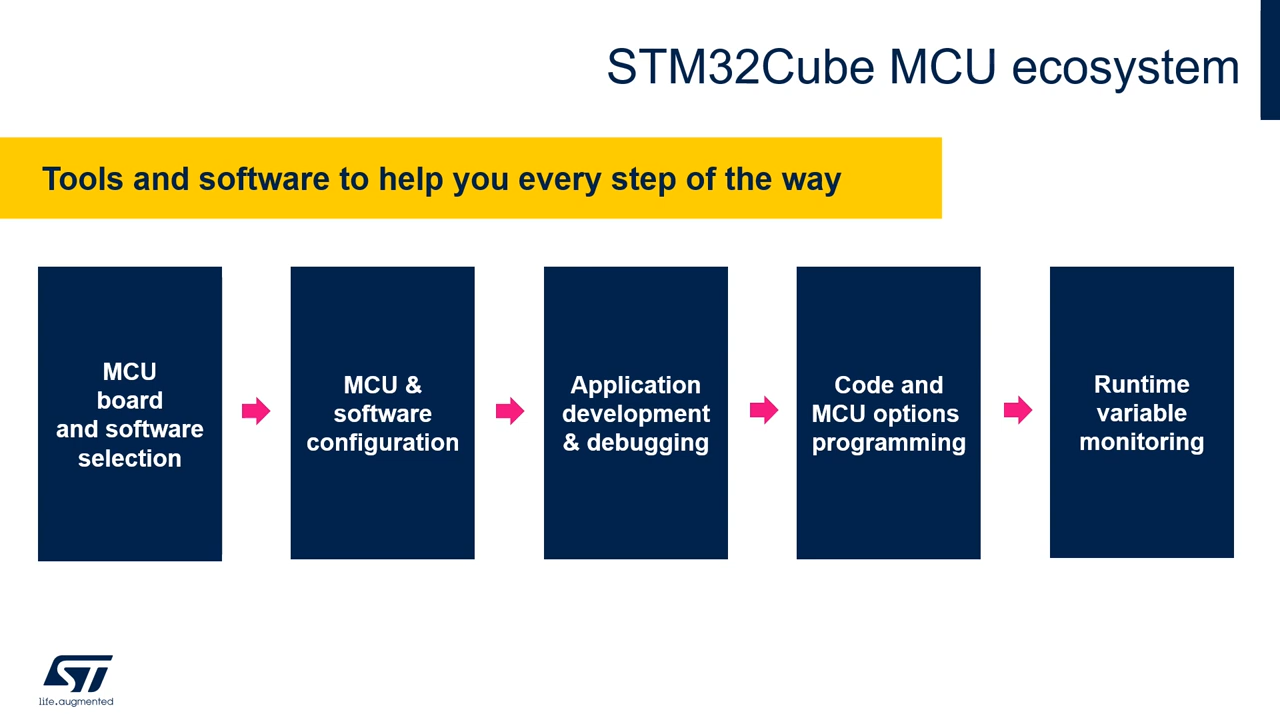 STM32Cube MCU ecosystem
Tools and software to help you every step of the way
MCU
board
and software
selection
MCU &
software
configuration
Application
development
& debugging
Code and
MCU options
programming
Runtime
variable
monitoring
ST
life.augmented